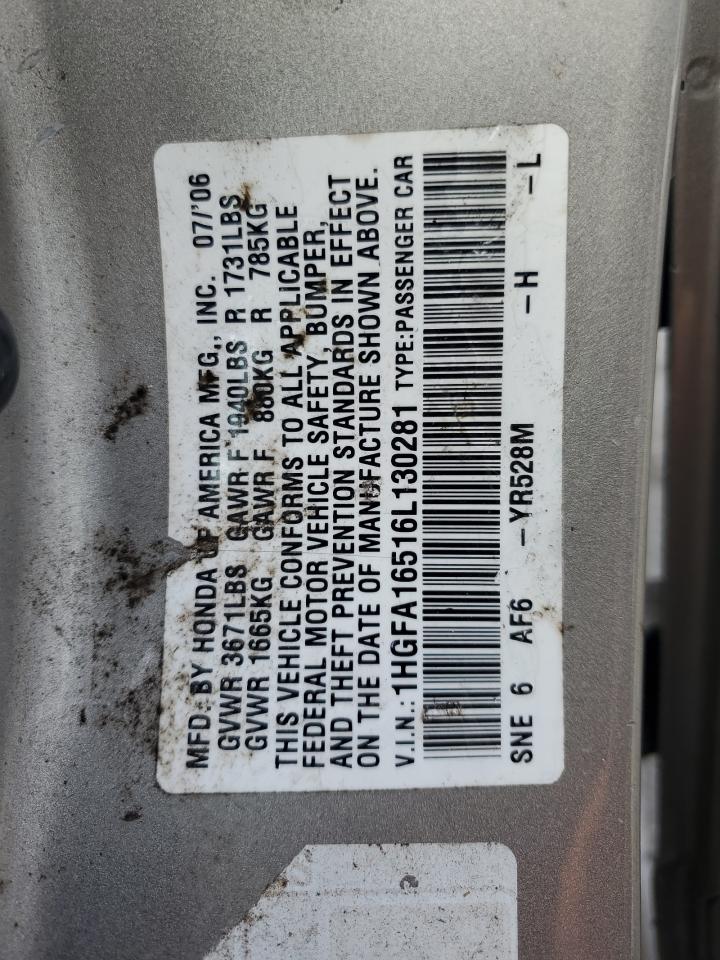 MFD. BY HONDA OF AMERICA MFG., INC. 07/'06
GVWR 3671LBS GAWR F 1940LBS R 1731LBS
GVWR 1665KG GAWR F 880KG R 785KG
THIS VEHICLE CONFORMS TO ALL APPLICABLE
FEDERAL MOTOR VEHICLE SAFETY, BUMPER,
AND THEFT PREVENTION STANDARDS IN EFFECT
ON THE DATE OF MANUFACTURE SHOWN ABOVE.
V.I.N.: 1HGFA16516L130281 TYPE:PASSENGER CAR
SNE 6 AF6 -YR528M -H -L